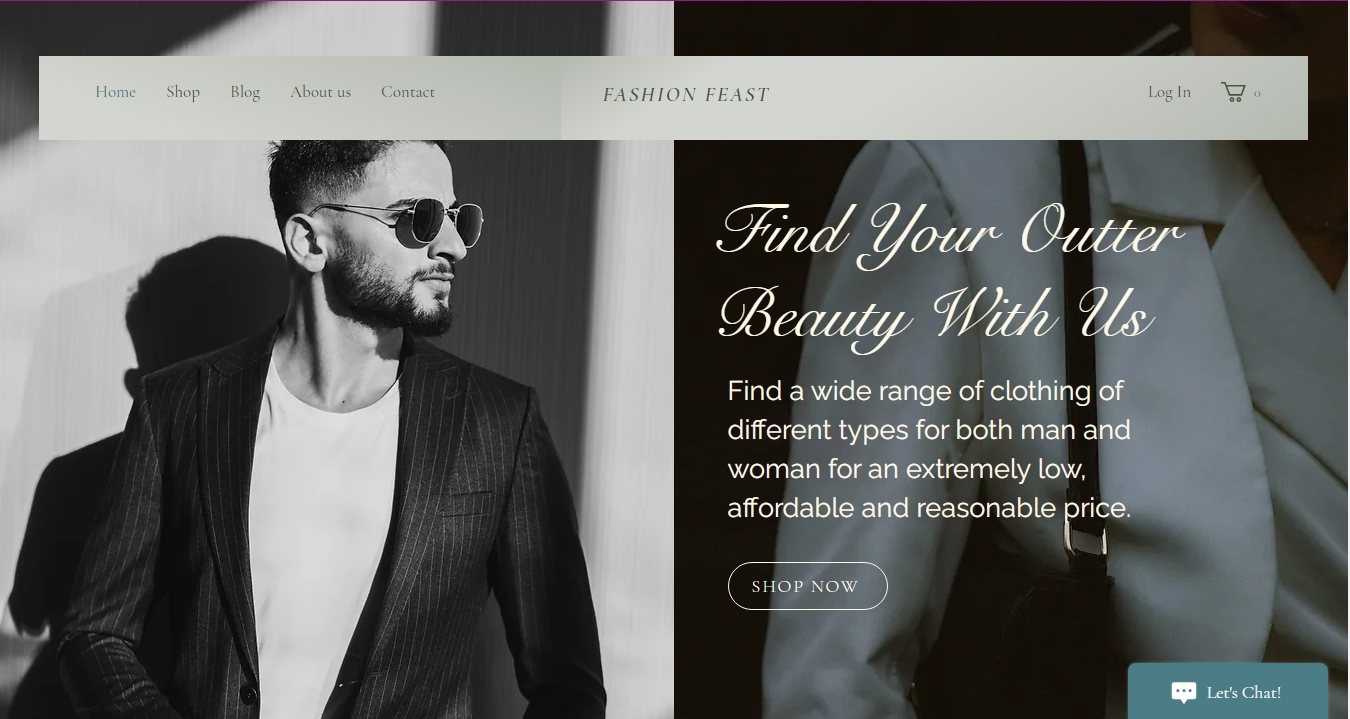 Home Shop Blog About us Contact FASHION FEAST Log In 0
Find Your Outter
Beauty With Us
Find a wide range of clothing of
different types for both man and
woman for an extremely low,
affordable and reasonable price.
SHOP NOW
Let's Chat!